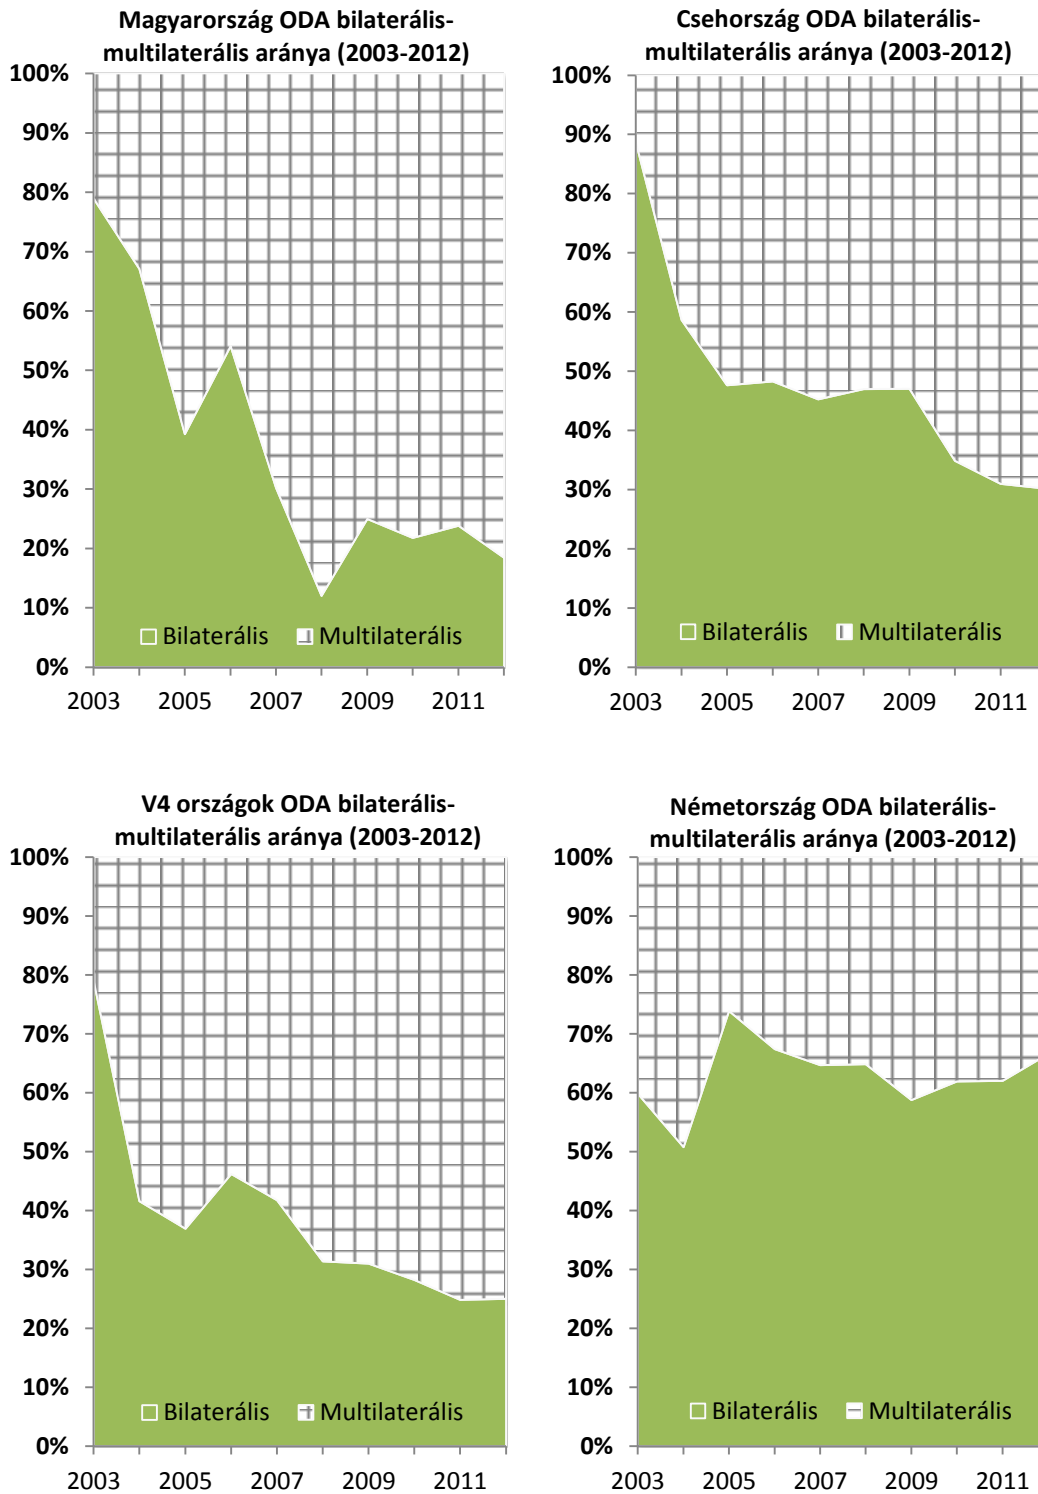 Magyarország ODA bilaterális-
multilaterális aránya (2003-2012)
100%
90%
80%
70%
60%
50%
40%
30%
20%
10%
0%
Bilaterális Multilaterális
2003 2005 2007 2009 2011
Csehország ODA bilaterális-
multilaterális aránya (2003-2012)
100%
90%
80%
70%
60%
50%
40%
30%
20%
10%
0%
Bilaterális Multilaterális
2003 2005 2007 2009 2011
V4 országok ODA bilaterális-
multilaterális aránya (2003-2012)
100%
90%
80%
70%
60%
50%
40%
30%
20%
10%
0%
Bilaterális Multilaterális
2003 2005 2007 2009 2011
Németország ODA bilaterális-
multilaterális aránya (2003-2012)
100%
90%
80%
70%
60%
50%
40%
30%
20%
10%
0%
Bilaterális Multilaterális
2003 2005 2007 2009 2011